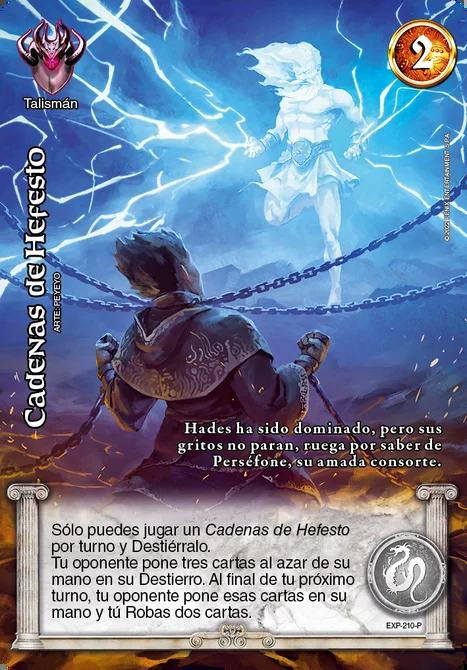 2
Talismán
Cadenas de Hefesto
ARTE: PEYEYO
Hades ha sido dominado, pero sus
gritos no paran, ruega por saber de
Perséfone, su amada consorte.
Sólo puedes jugar un Cadenas de Hefesto
por turno y Destiérralo.
Tu oponente pone tres cartas al azar de su
mano en su Destierro. Al final de tu próximo
turno, tu oponente pone esas cartas en su
mano y tú Robas dos cartas.
EXP-210-P